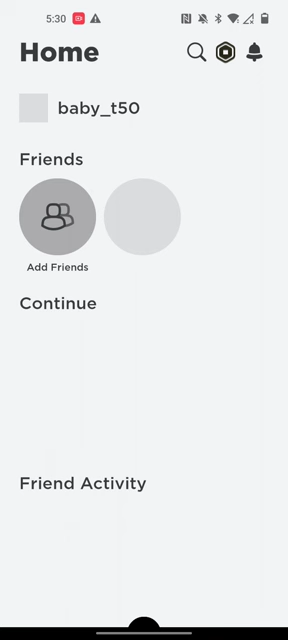 5:30
Home
baby_t50
Friends
Add Friends
Continue
Friend Activity